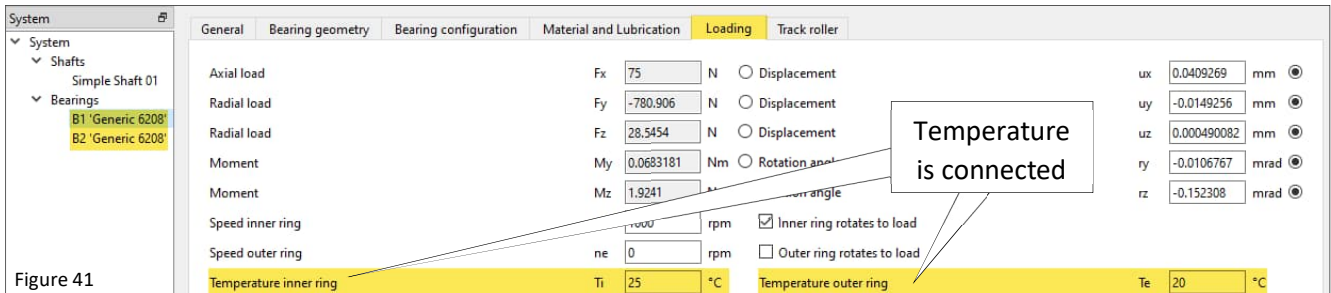 System
General Bearing geometry Bearing configuration Material and Lubrication Loading Track roller
System
Shafts
Simple Shaft 01
Bearings
B1 'Generic 6208'
B2 'Generic 6208'
Axial load Fx 75 N Displacement ux 0.0409269 mm
Radial load Fy -780.906 N Displacement uy -0.0149256 mm
Radial load Fz 28.5454 N Displacement uz 0.000490082 mm
Moment My 0.0683181 Nm Rotation ry -0.0106767 mrad
Moment Mz 1.9241 angle rz -0.152308 mrad
Speed inner ring rpm Inner ring rotates to load
Speed outer ring ne 0 rpm Outer ring rotates to load
Temperature inner ring Ti 25 °C Temperature outer ring Te 20 °C
Temperature
is connected
Figure 41